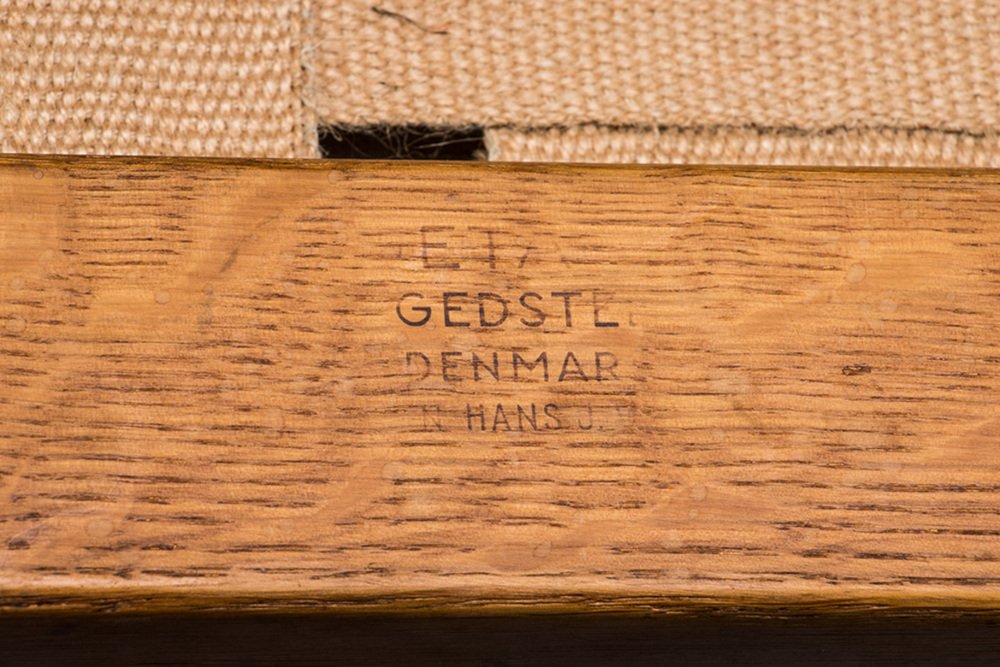 GEDSTE
DENMAR
N HANS J.